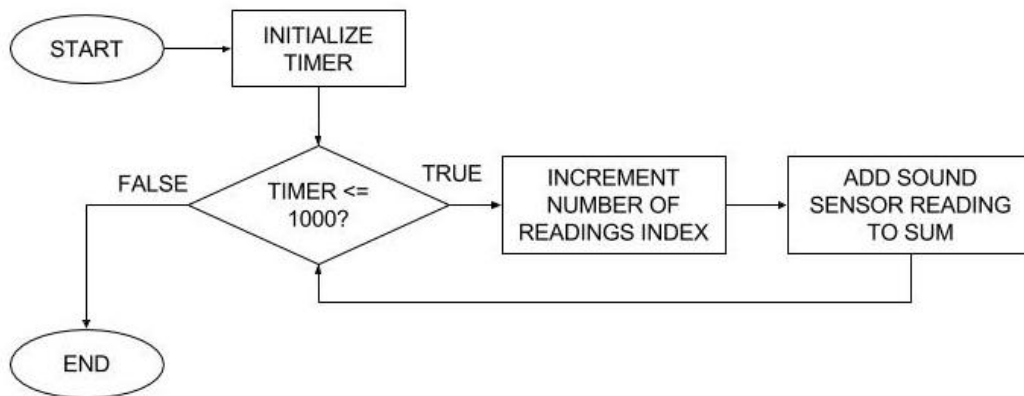 START
INITIALIZE
TIMER
FALSE
TIMER <=
1000?
TRUE
INCREMENT
NUMBER OF
READINGS INDEX
ADD SOUND
SENSOR READING
TO SUM
END